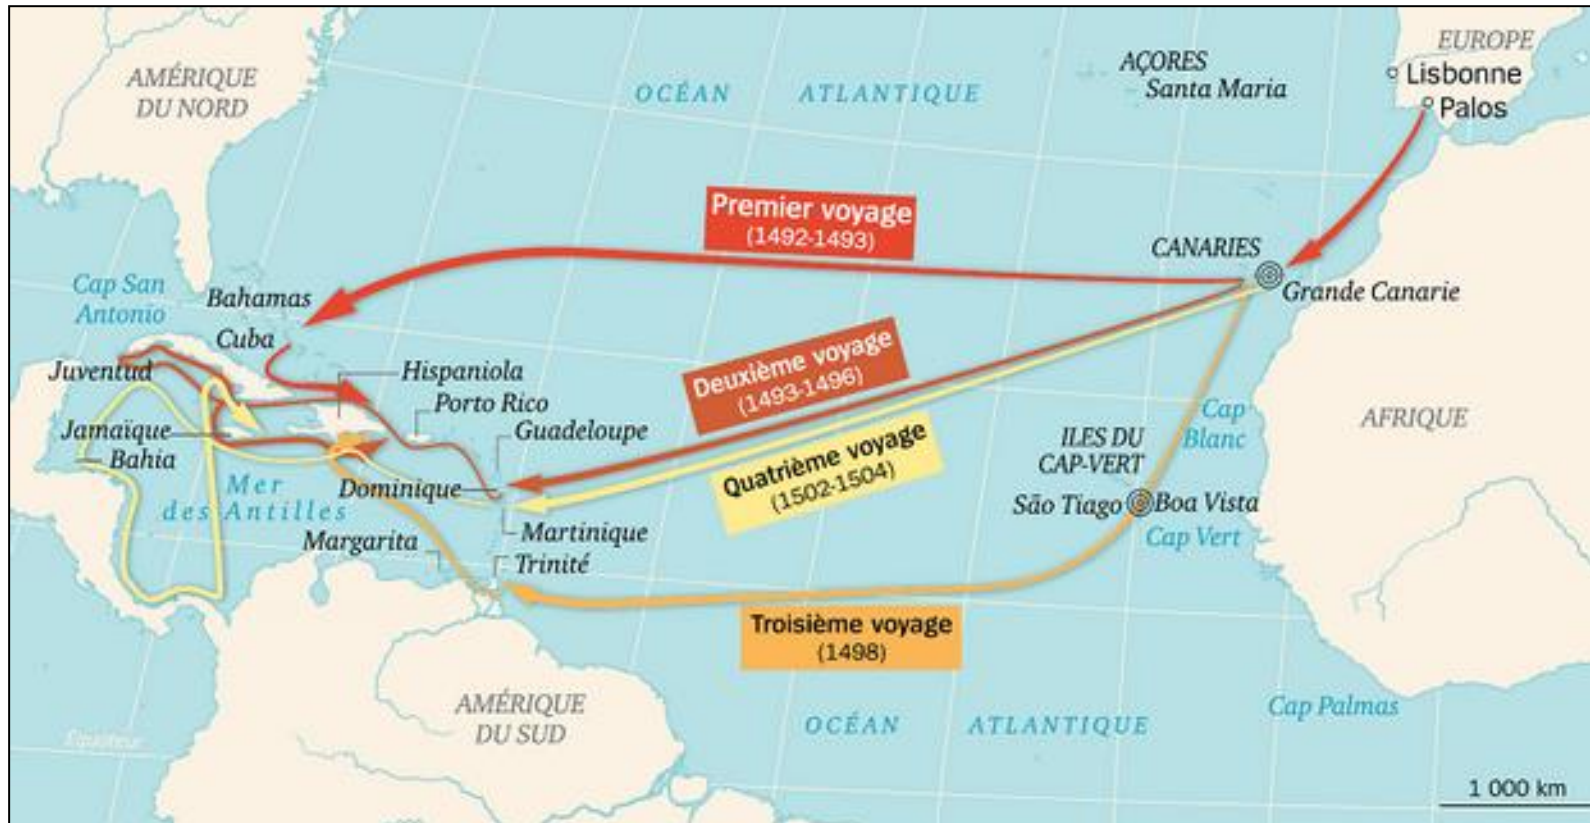 EUROPE
AÇORES
Santa Maria
Lisbonne
Palos
AMÉRIQUE
DU NORD
OCÉAN ATLANTIQUE
Premier voyage
(1492-1493)
CANARIES
Grande Canarie
Cap San
Antonio
Bahamas
Cuba
Juventud
Hispaniola
Deuxième voyage
(1493-1496)
Porto Rico
Jamaïque
Guadeloupe
Bahia
Cap
Blanc
AFRIQUE
ILES DU
CAP-VERT
Quatrième voyage
(1502-1504)
Mer
des Antilles
Dominique
São Tiago
Boa Vista
Martinique
Cap Vert
Margarita
Trinité
Troisième voyage
(1498)
AMÉRIQUE
DU SUD
OCÉAN ATLANTIQUE
Cap Palmas
Équateur
1 000 km